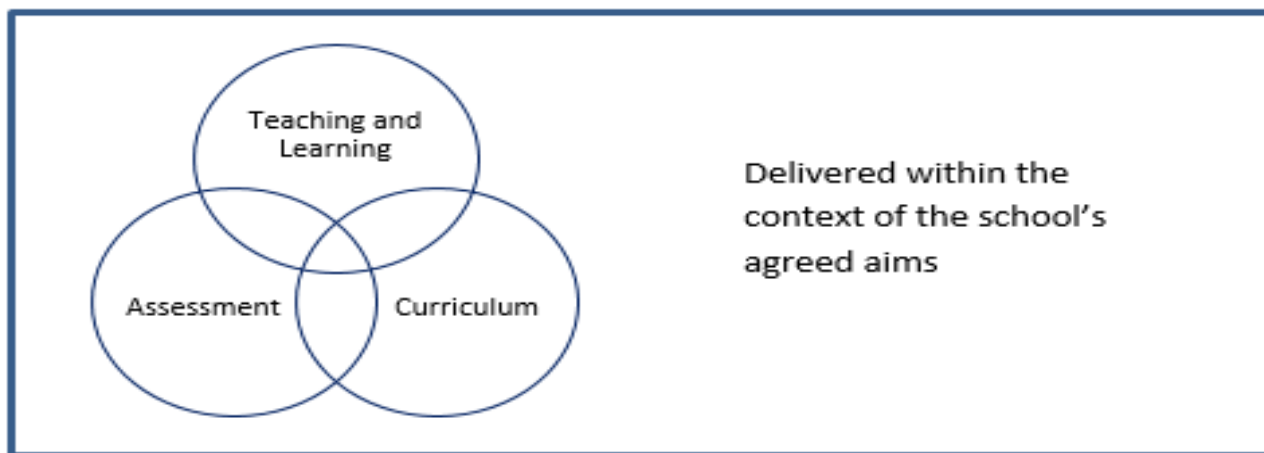 Teaching and
Learning
Assessment
Curriculum
Delivered within the
context of the school’s
agreed aims